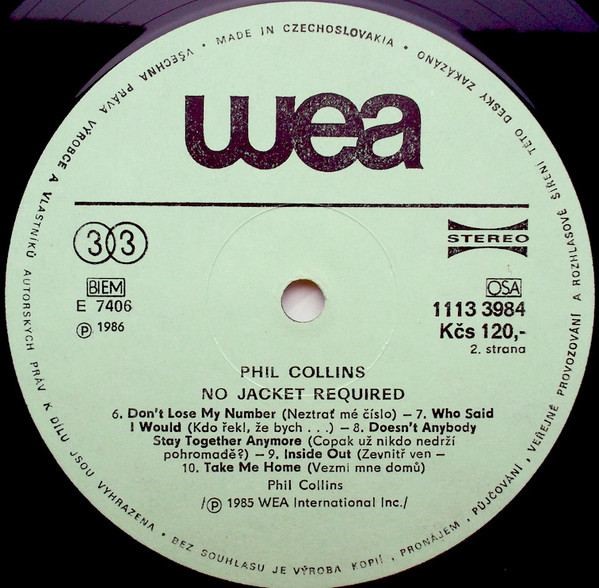 VŠECHNA PRÁVA VÝROBCE A VLASTNÍKŮ AUTORSKÝCH PRÁV K DÍLU JSOU VYHRAZENA • BEZ SOUHLASU JE VÝROBA KOPIÍ, PRONÁJEM, PŮJČOVÁNÍ, VEŘEJNÉ PROVOZOVÁNÍ A ROZHLASOVÉ ŠÍŘENÍ TÉTO DESKY ZAKÁZÁNO • MADE IN CZECHOSLOVAKIA •
wea
33
STEREO
BIEM
E 7406
℗ 1986
OSA
1113 3984
Kčs 120,-
2. strana
PHIL COLLINS
NO JACKET REQUIRED
6. Don't Lose My Number (Neztrať mé číslo) – 7. Who Said
I Would (Kdo řekl, že bych . . .) – 8. Doesn't Anybody
Stay Together Anymore (Copak už nikdo nedrží
pohromadě?) – 9. Inside Out (Zevnitř ven –
10. Take Me Home (Vezmi mne domů)
Phil Collins
/℗ 1985 WEA International Inc./